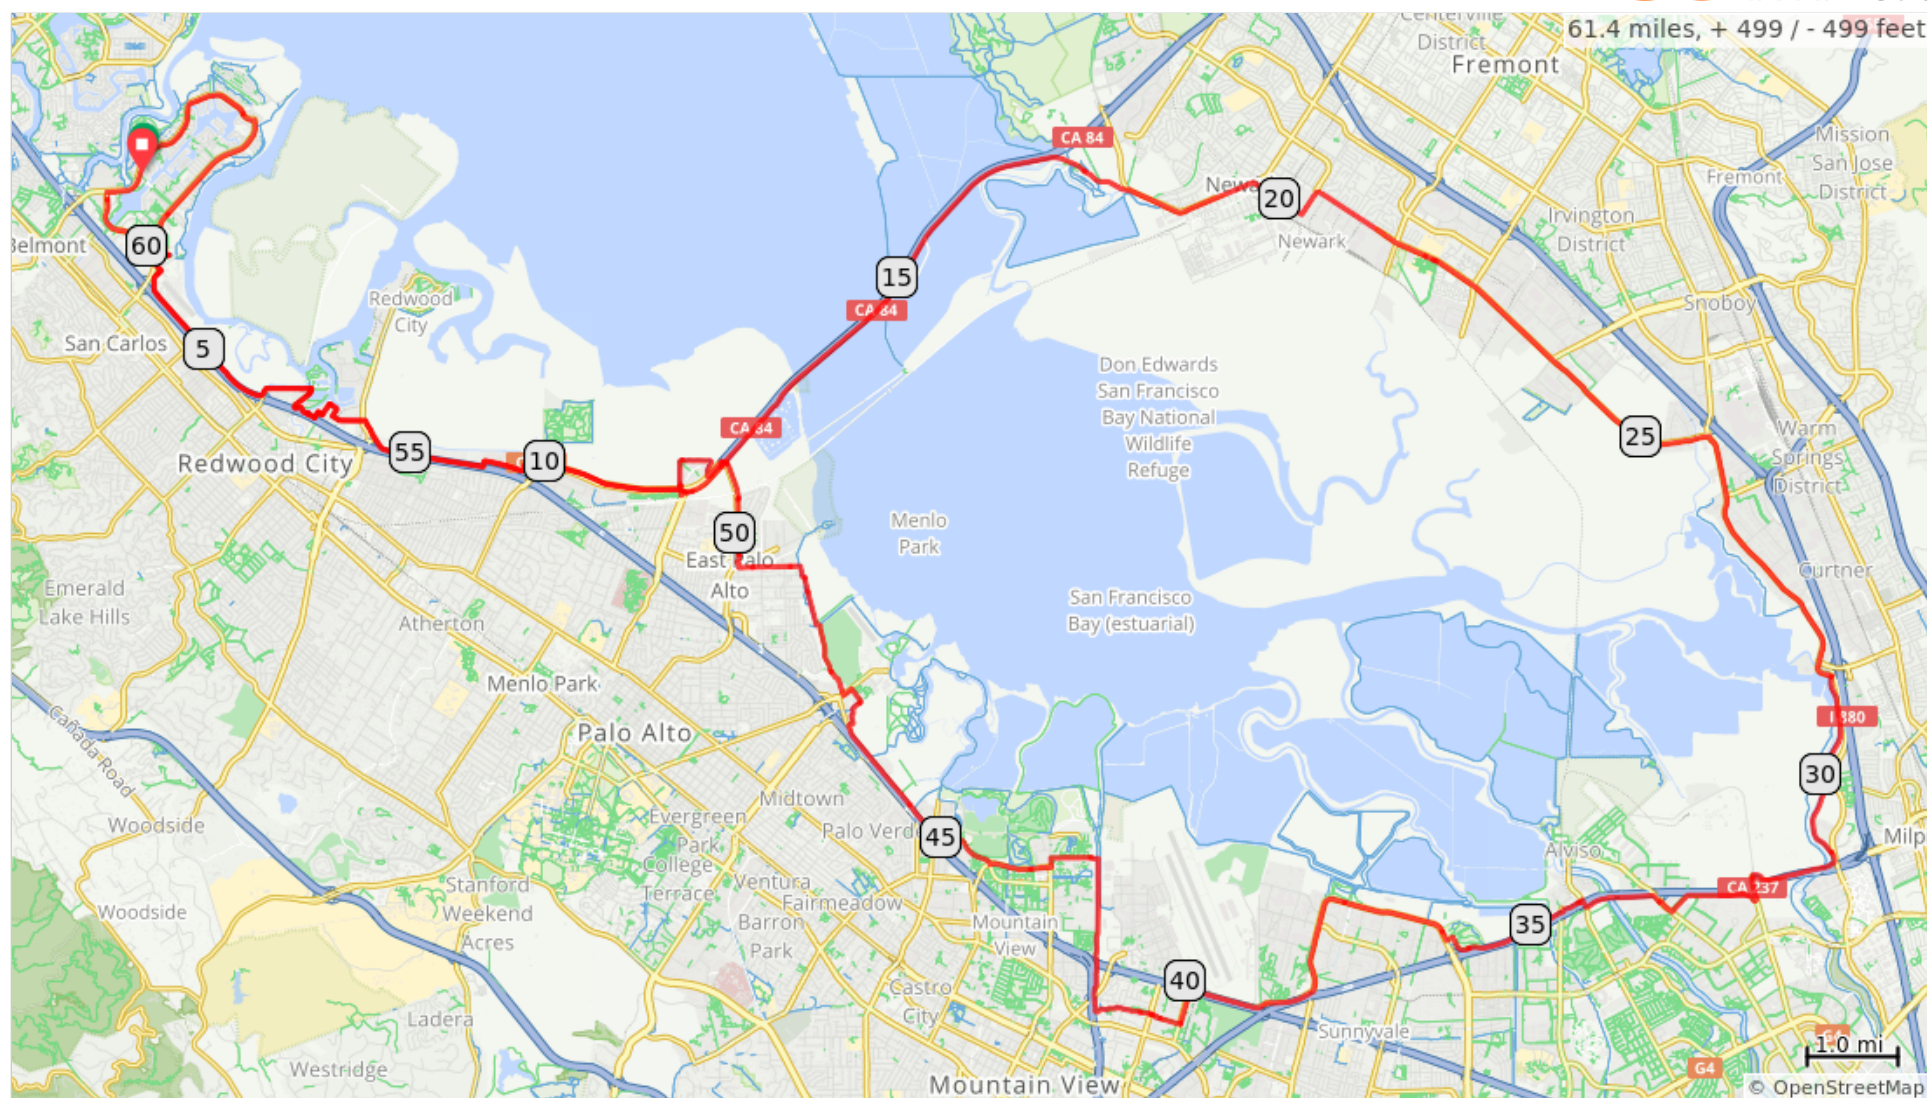 61.4 miles, + 499 / - 499 feet
Centerville
District
Fremont
CA 84
Mission
San Jose
District
Fremont
20
Newark
Irvington
District
Belmont
60
15
CA 84
Redwood
City
Snoboy
San Carlos
5
Don Edwards
San Francisco
Bay National
Wildlife
Refuge
CA 84
25
Warm
Springs
District
Redwood City
55
10
Menlo
Park
50
East Palo
Alto
Curtner
Emerald
Lake Hills
San Francisco
Bay (estuarial)
Atherton
Menlo Park
Cañada Road
Palo Alto
I 880
30
Midtown
Woodside
Evergreen
Park
Palo Verde
45
College
Terrace
Alviso
Milp
Ventura
Stanford
Weekend
Acres
Fairmeadow
CA 237
Woodside
Barron
Park
Mountain
View
35
Castro
City
40
Ladera
Sunnyvale
G4
1.0 mi
Westridge
G4
Mountain View
© OpenStreetMap